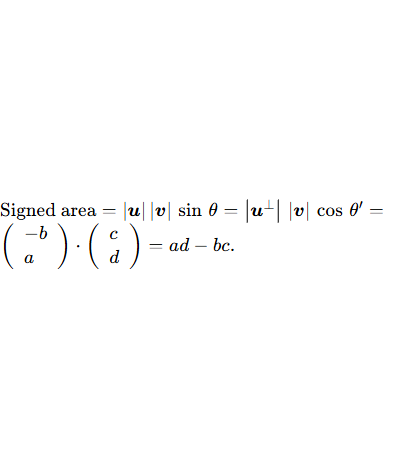 Signed area = |u| |v| sin θ = |u^⊥| |v| cos θ′ =
( −b a ) · ( c d ) = ad − bc.